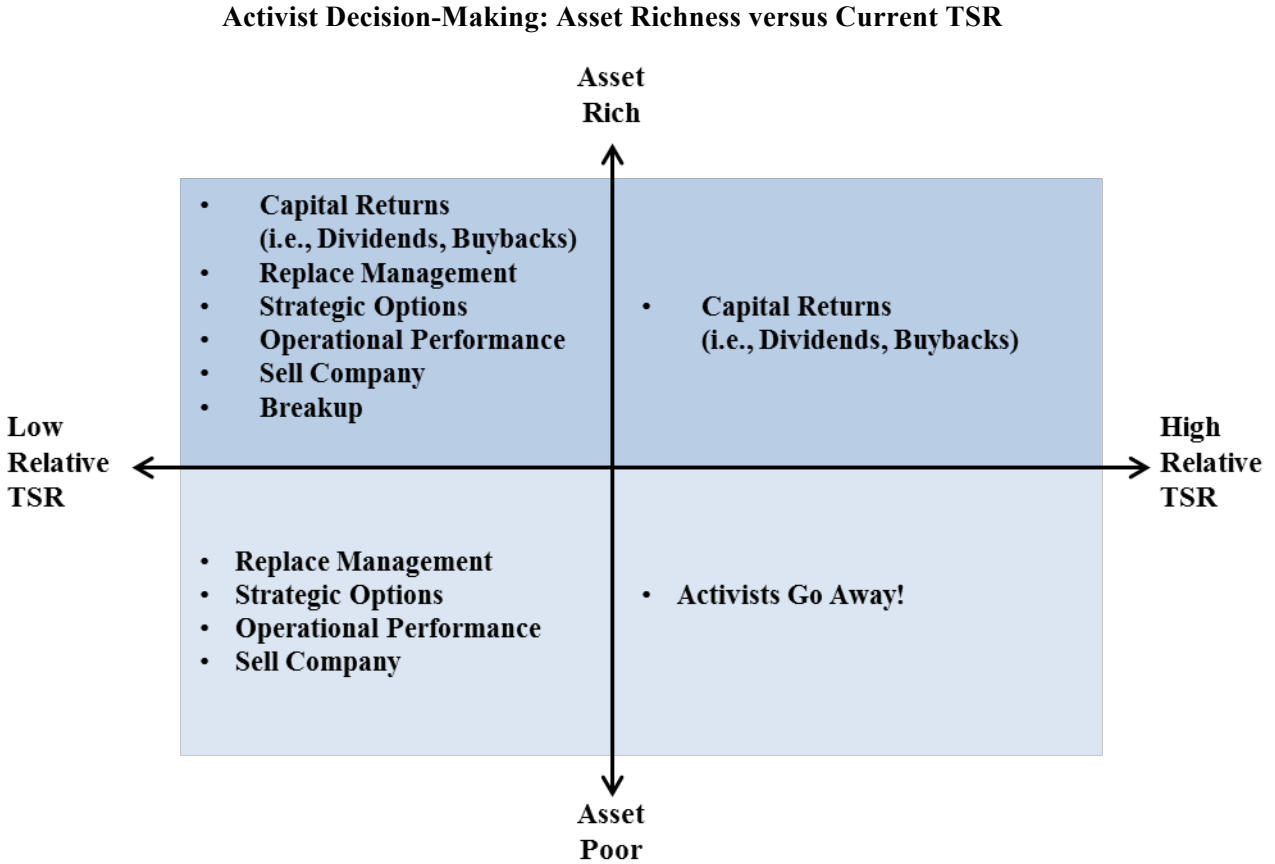 Activist Decision-Making: Asset Richness versus Current TSR
Asset
Rich
• Capital Returns
(i.e., Dividends, Buybacks)
• Replace Management
• Strategic Options
• Operational Performance
• Sell Company
• Breakup
• Capital Returns
(i.e., Dividends, Buybacks)
Low
Relative
TSR
High
Relative
TSR
• Replace Management
• Strategic Options
• Operational Performance
• Sell Company
• Activists Go Away!
Asset
Poor